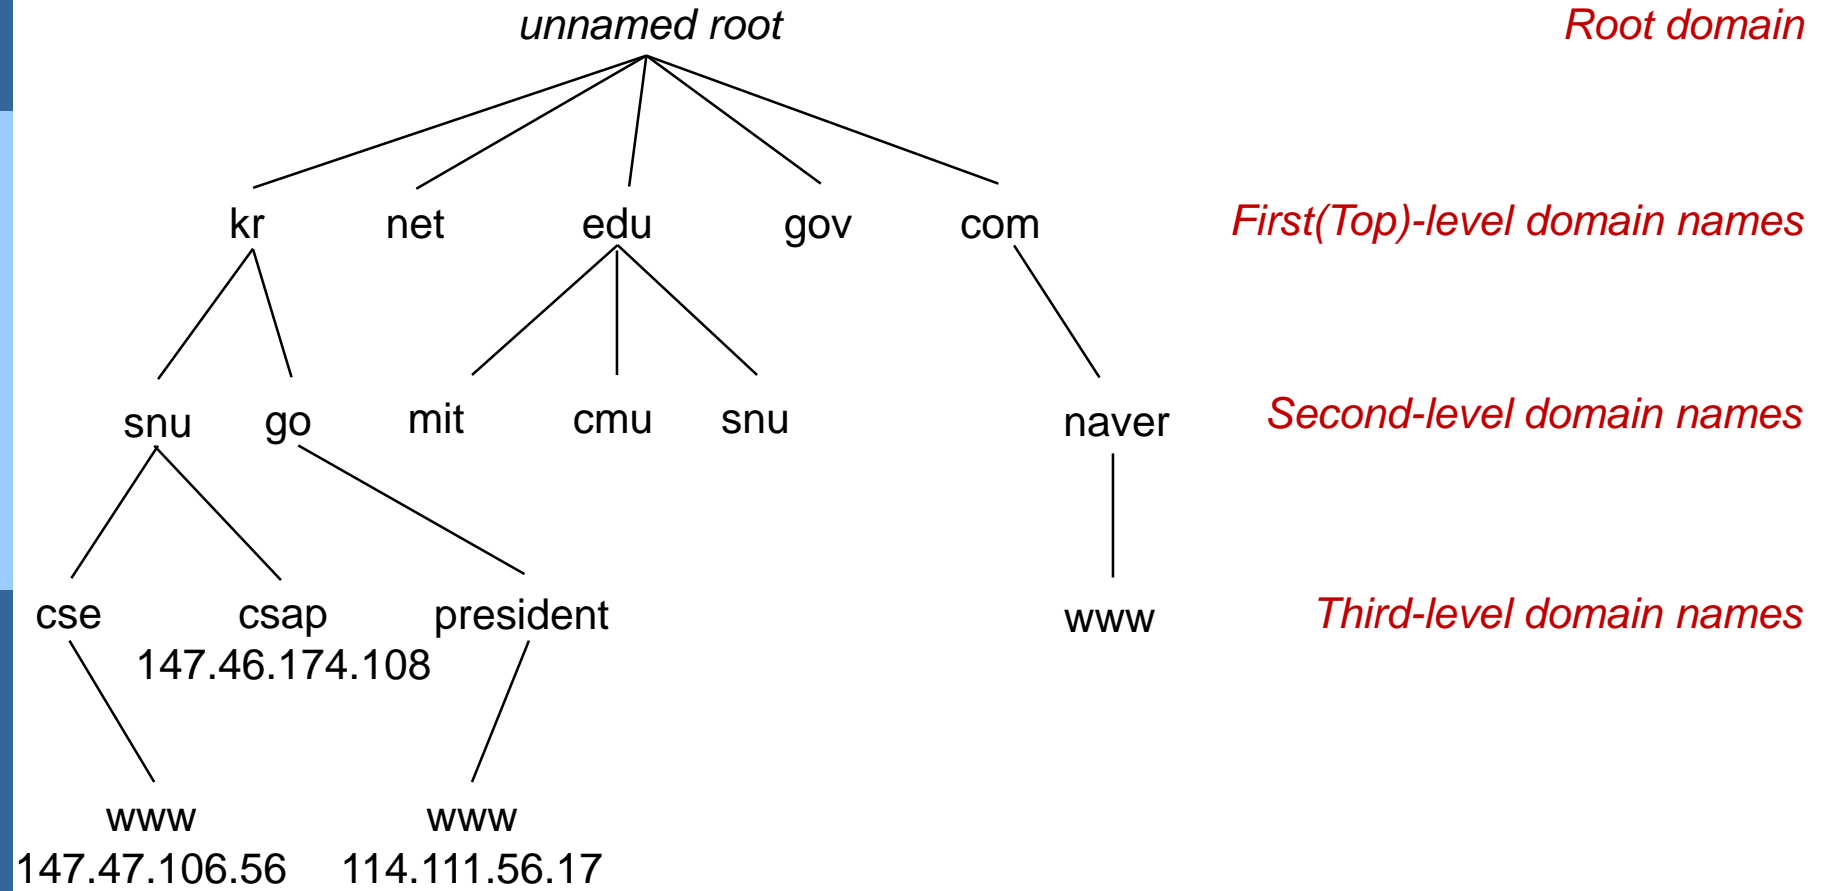 unnamed root
Root domain
kr
net
edu
gov
com
First(Top)-level domain names
snu
go
mit
cmu
snu
naver
Second-level domain names
cse
csap
president
www
Third-level domain names
147.46.174.108
www
www
147.47.106.56
114.111.56.17